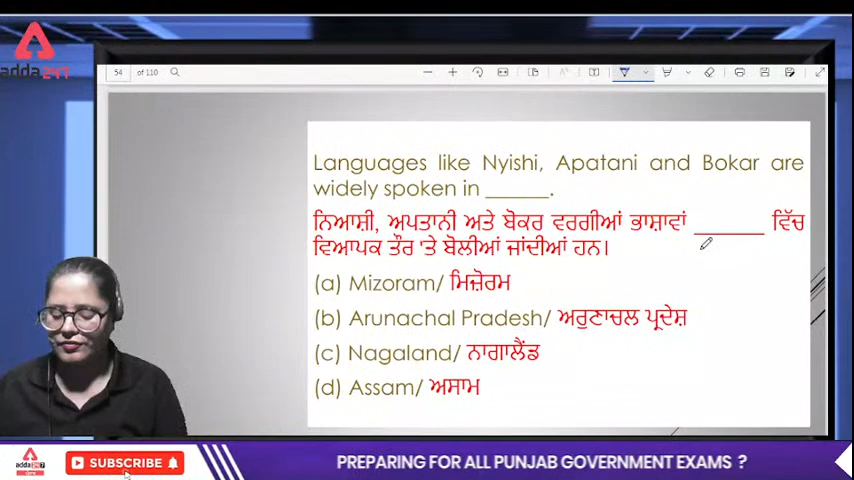 adda247
54 of 110
Languages like Nyishi, Apatani and Bokar are
widely spoken in ______.
ਨਿਆਸ਼ੀ, ਅਪਤਾਨੀ ਅਤੇ ਬੋਕਰ ਵਰਗੀਆਂ ਭਾਸ਼ਾਵਾਂ ______ ਵਿੱਚ
ਵਿਆਪਕ ਤੌਰ 'ਤੇ ਬੋਲੀਆਂ ਜਾਂਦੀਆਂ ਹਨ।
(a) Mizoram/ ਮਿਜ਼ੋਰਮ
(b) Arunachal Pradesh/ ਅਰੁਣਾਚਲ ਪ੍ਰਦੇਸ਼
(c) Nagaland/ ਨਾਗਾਲੈਂਡ
(d) Assam/ ਅਸਾਮ
adda247
SUBSCRIBE
PREPARING FOR ALL PUNJAB GOVERNMENT EXAMS ?